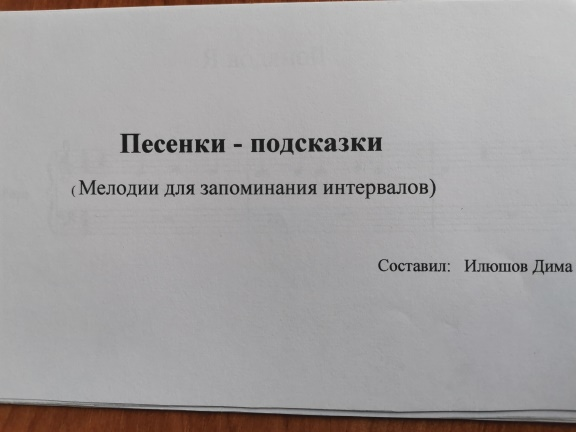 Песенки - подсказки
( Мелодии для запоминания интервалов)
Составил: Илюшов Дима